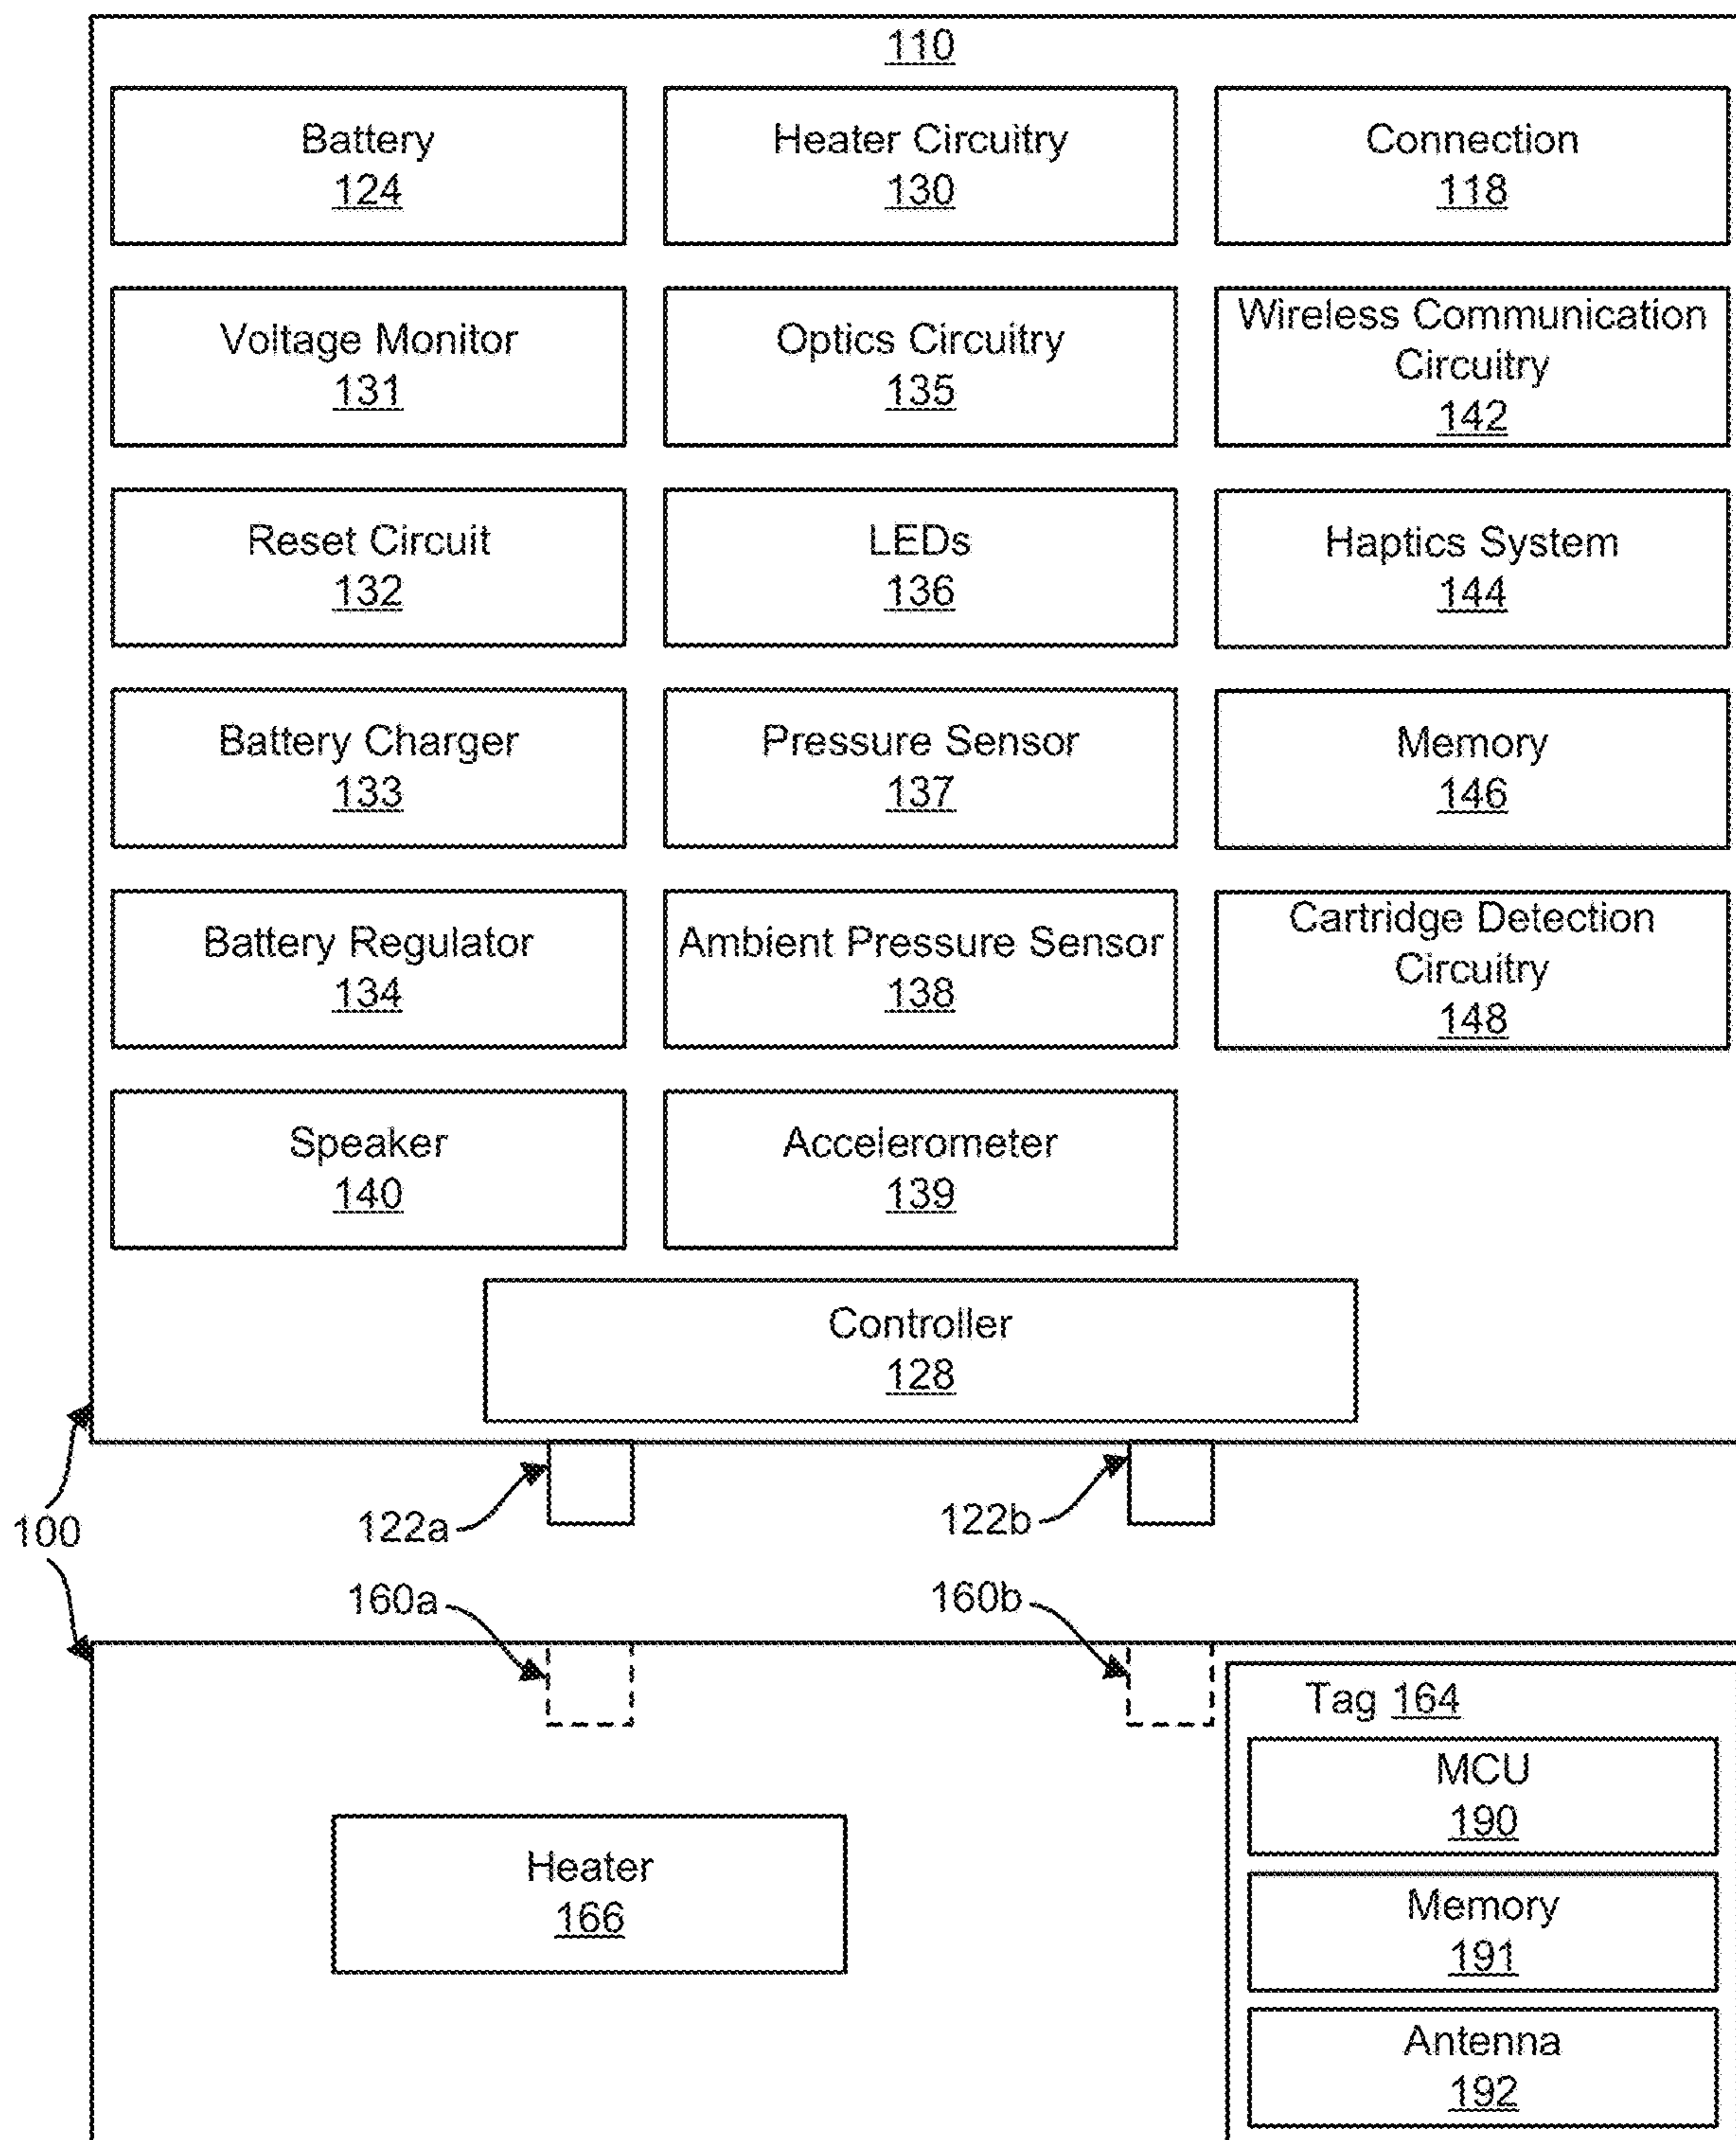 110
Battery
124
Heater Circuitry
130
Connection
118
Voltage Monitor
131
Optics Circuitry
135
Wireless Communication
Circuitry
142
Reset Circuit
132
LEDs
136
Haptics System
144
Battery Charger
133
Pressure Sensor
137
Memory
146
Battery Regulator
134
Ambient Pressure Sensor
138
Cartridge Detection
Circuitry
148
Speaker
140
Accelerometer
139
Controller
128
100
122a
122b
160a
160b
Tag 164
MCU
190
Heater
166
Memory
191
Antenna
192